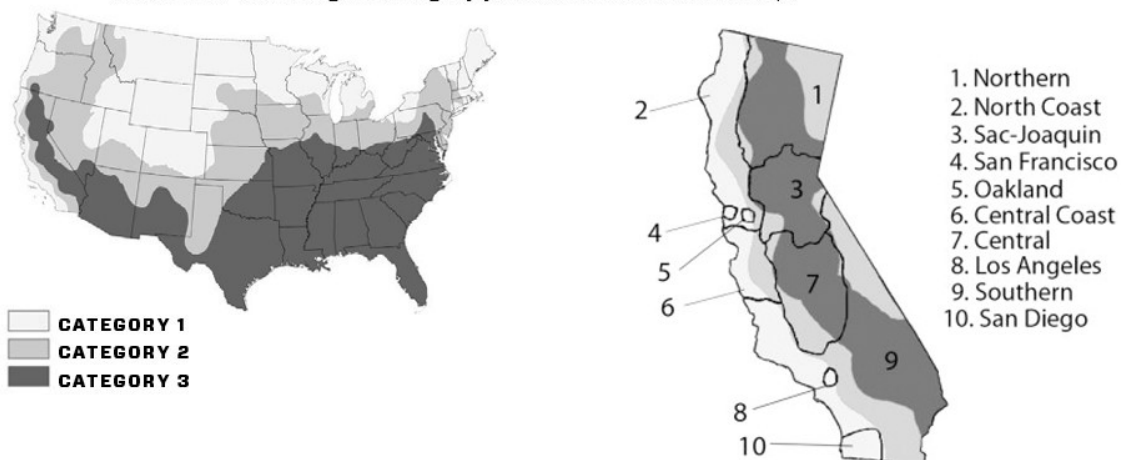 CATEGORY 1
CATEGORY 2
CATEGORY 3
1
2
3
4
5
6
7
8
9
10
1. Northern
2. North Coast
3. Sac-Joaquin
4. San Francisco
5. Oakland
6. Central Coast
7. Central
8. Los Angeles
9. Southern
10. San Diego